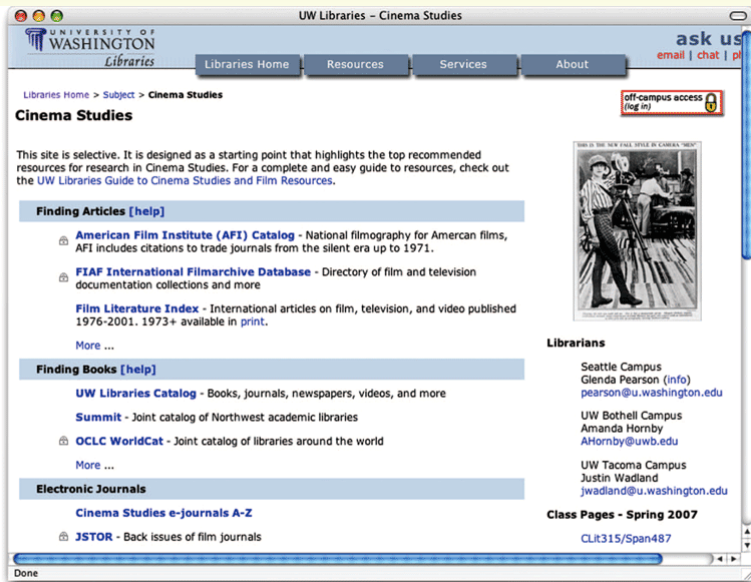 UW Libraries – Cinema Studies
UNIVERSITY OF
WASHINGTON
Libraries
ask us
email | chat | ph
Libraries Home
Resources
Services
About
Libraries Home > Subject > Cinema Studies
off-campus access
(log in)
Cinema Studies
This site is selective. It is designed as a starting point that highlights the top recommended
resources for research in Cinema Studies. For a complete and easy guide to resources, check out
the UW Libraries Guide to Cinema Studies and Film Resources.
Finding Articles [help]
American Film Institute (AFI) Catalog - National filmography for Amercan films,
AFI includes citations to trade journals from the silent era up to 1971.
FIAF International Filmarchive Database - Directory of film and television
documentation collections and more
Film Literature Index - International articles on film, television, and video published
1976-2001. 1973+ available in print.
More ...
Finding Books [help]
UW Libraries Catalog - Books, journals, newspapers, videos, and more
Summit - Joint catalog of Northwest academic libraries
OCLC WorldCat - Joint catalog of libraries around the world
More ...
Electronic Journals
Cinema Studies e-journals A-Z
JSTOR - Back issues of film journals
THIS IS THE NEW FALL STYLE IN CAMERA "MEN"
Librarians
Seattle Campus
Glenda Pearson (info)
pearson@u.washington.edu
UW Bothell Campus
Amanda Hornby
AHornby@uwb.edu
UW Tacoma Campus
Justin Wadland
jwadland@u.washington.edu
Class Pages - Spring 2007
CLit315/Span487
Done